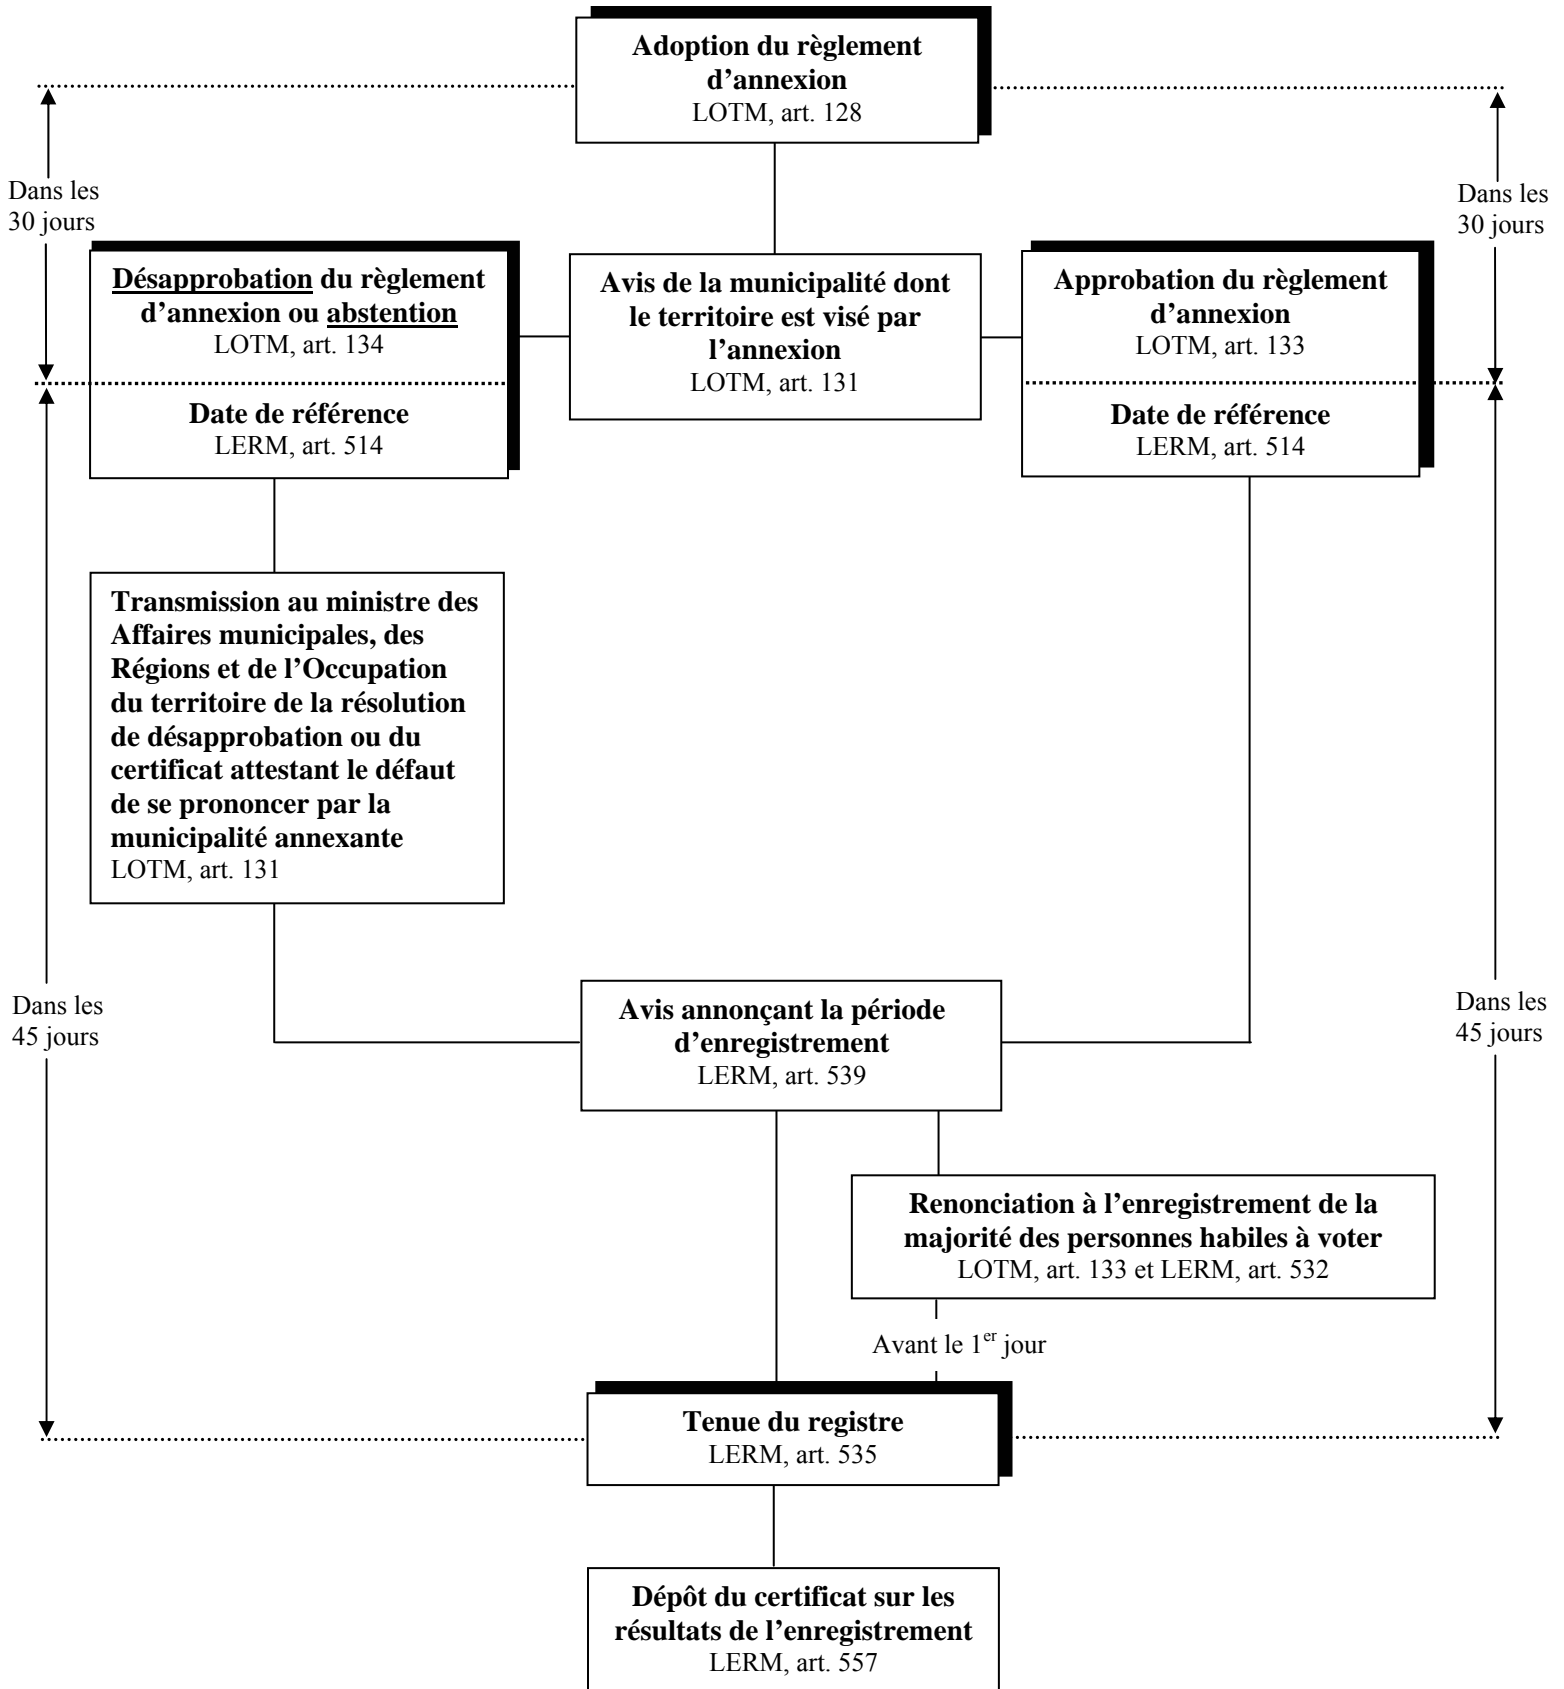 Adoption du règlement
d'annexion
LOTM, art. 128
Dans les
30 jours
Dans les
30 jours
Désapprobation du règlement
d'annexion ou abstention
LOTM, art. 134
Date de référence
LERM, art. 514
Avis de la municipalité dont
le territoire est visé par
l'annexion
LOTM, art. 131
Approbation du règlement
d'annexion
LOTM, art. 133
Date de référence
LERM, art. 514
Transmission au ministre des
Affaires municipales, des
Régions et de l'Occupation
du territoire de la résolution
de désapprobation ou du
certificat attestant le défaut
de se prononcer par la
municipalité annexante
LOTM, art. 131
Dans les
45 jours
Avis annonçant la période
d'enregistrement
LERM, art. 539
Dans les
45 jours
Renonciation à l'enregistrement de la
majorité des personnes habiles à voter
LOTM, art. 133 et LERM, art. 532
Avant le 1er jour
Tenue du registre
LERM, art. 535
Dépôt du certificat sur les
résultats de l'enregistrement
LERM, art. 557